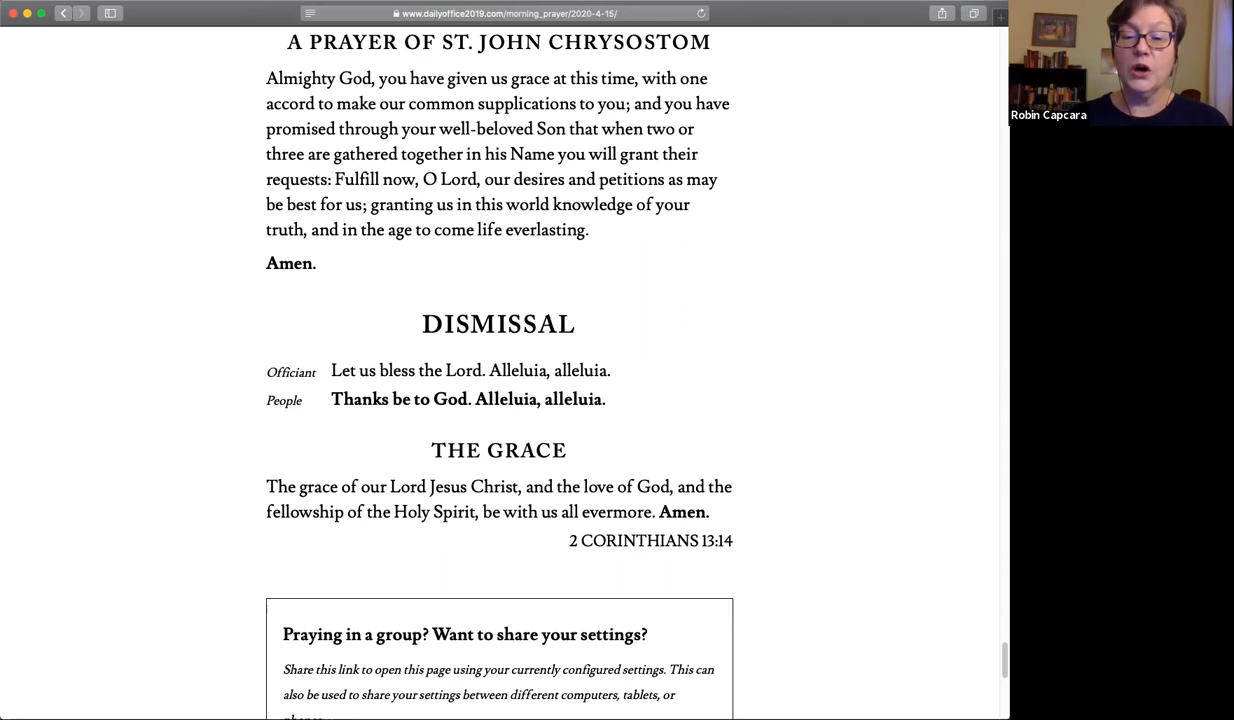 www.dailyoffice2019.com/morning_prayer/2020-4-15/
A PRAYER OF ST. JOHN CHRYSOSTOM
Almighty God, you have given us grace at this time, with one
accord to make our common supplications to you; and you have
promised through your well-beloved Son that when two or
three are gathered together in his Name you will grant their
requests: Fulfill now, O Lord, our desires and petitions as may
be best for us; granting us in this world knowledge of your
truth, and in the age to come life everlasting.
Amen.
DISMISSAL
Officiant Let us bless the Lord. Alleluia, alleluia.
People Thanks be to God. Alleluia, alleluia.
THE GRACE
The grace of our Lord Jesus Christ, and the love of God, and the
fellowship of the Holy Spirit, be with us all evermore. Amen.
2 CORINTHIANS 13:14
Praying in a group? Want to share your settings?
Share this link to open this page using your currently configured settings. This can
also be used to share your settings between different computers, tablets, or
Robin Capcara